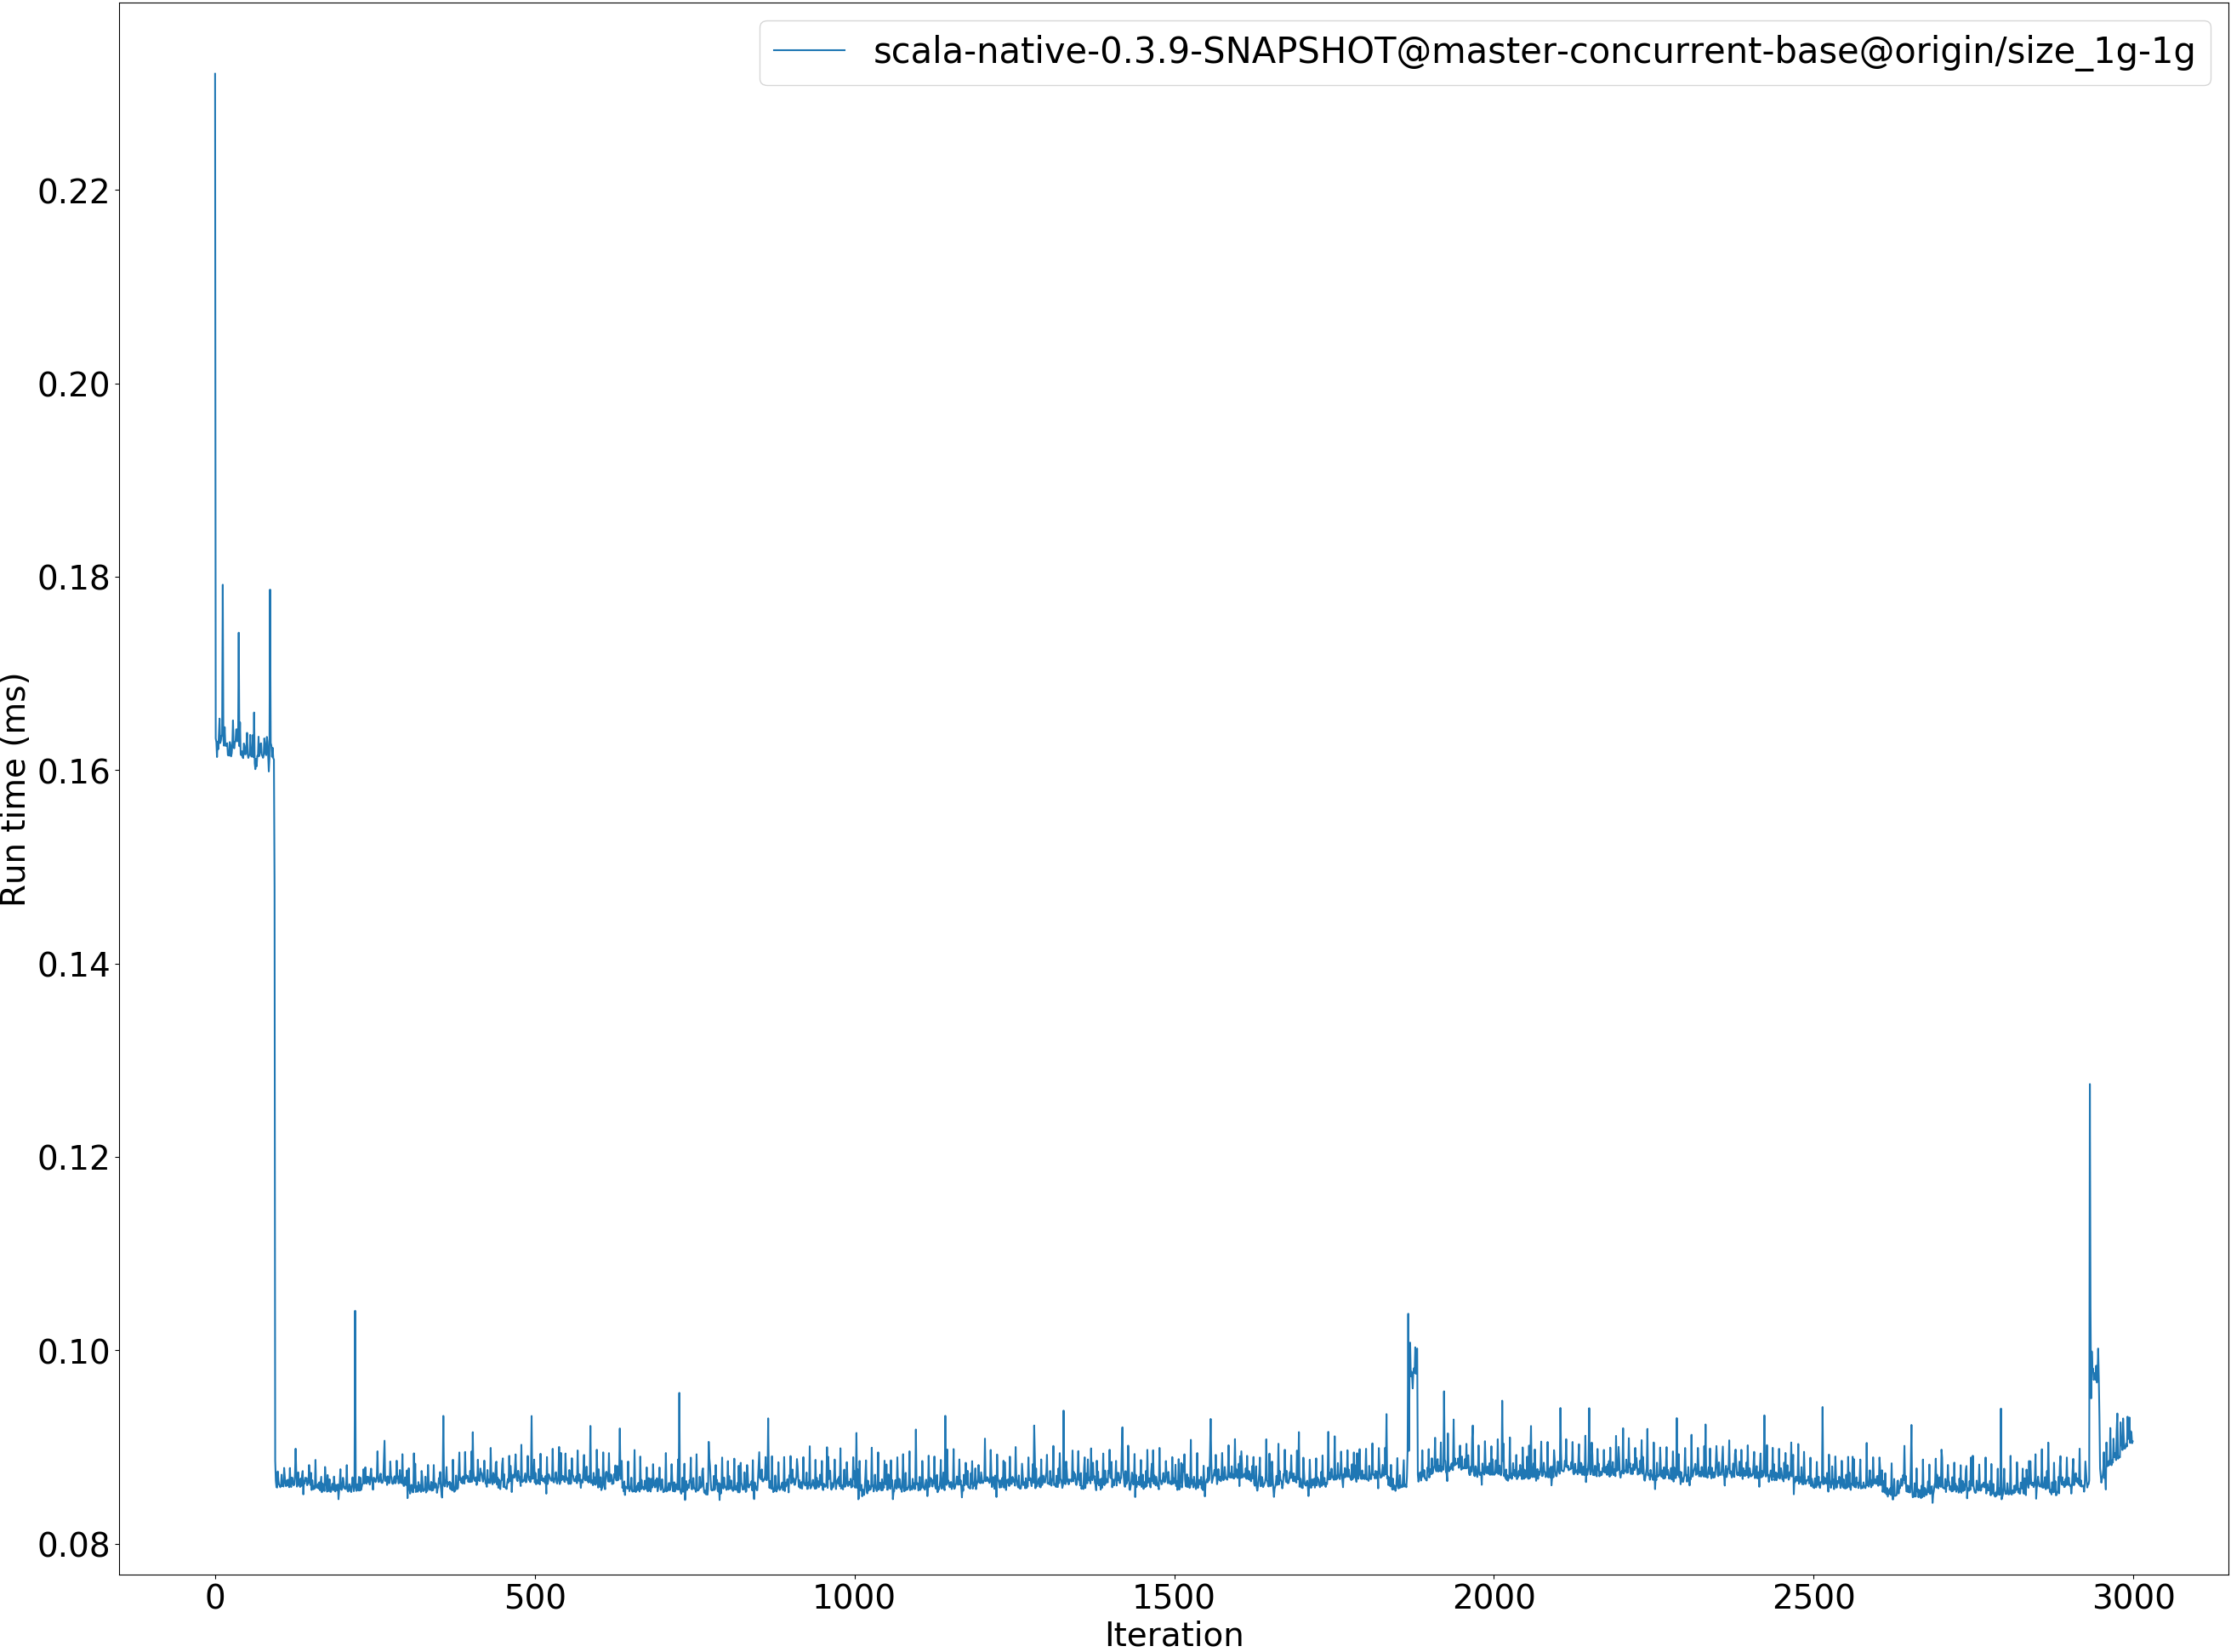 scala-native-0.3.9-SNAPSHOT@master-concurrent-base@origin/size_1g-1g
Run time (ms)
0.22
0.20
0.18
0.16
0.14
0.12
0.10
0.08
0 500 1000 1500 2000 2500 3000
Iteration